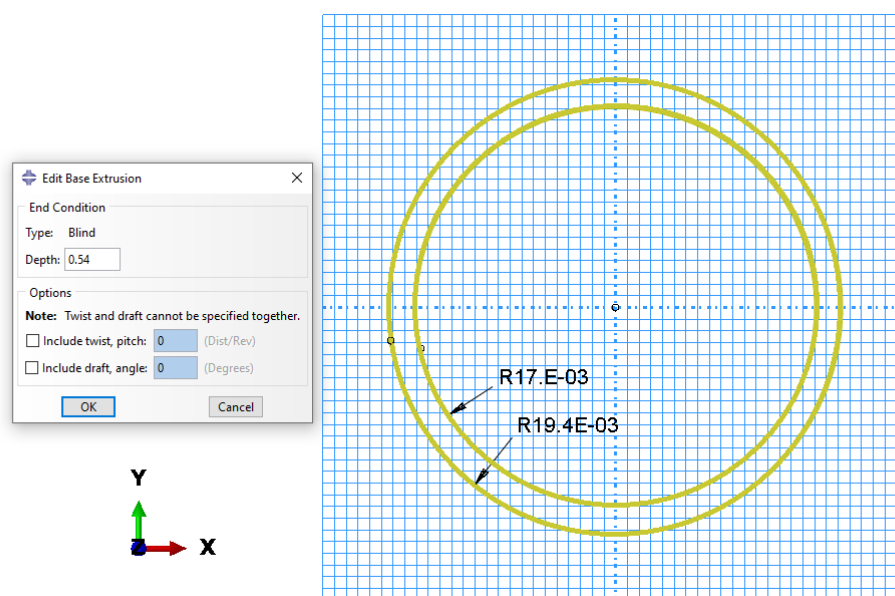 Edit Base Extrusion
End Condition
Type: Blind
Depth: 0.54
Options
Note: Twist and draft cannot be specified together.
Include twist, pitch: 0 (Dist/Rev)
Include draft, angle: 0 (Degrees)
OK Cancel
R17.E-03
R19.4E-03
Y
Z X